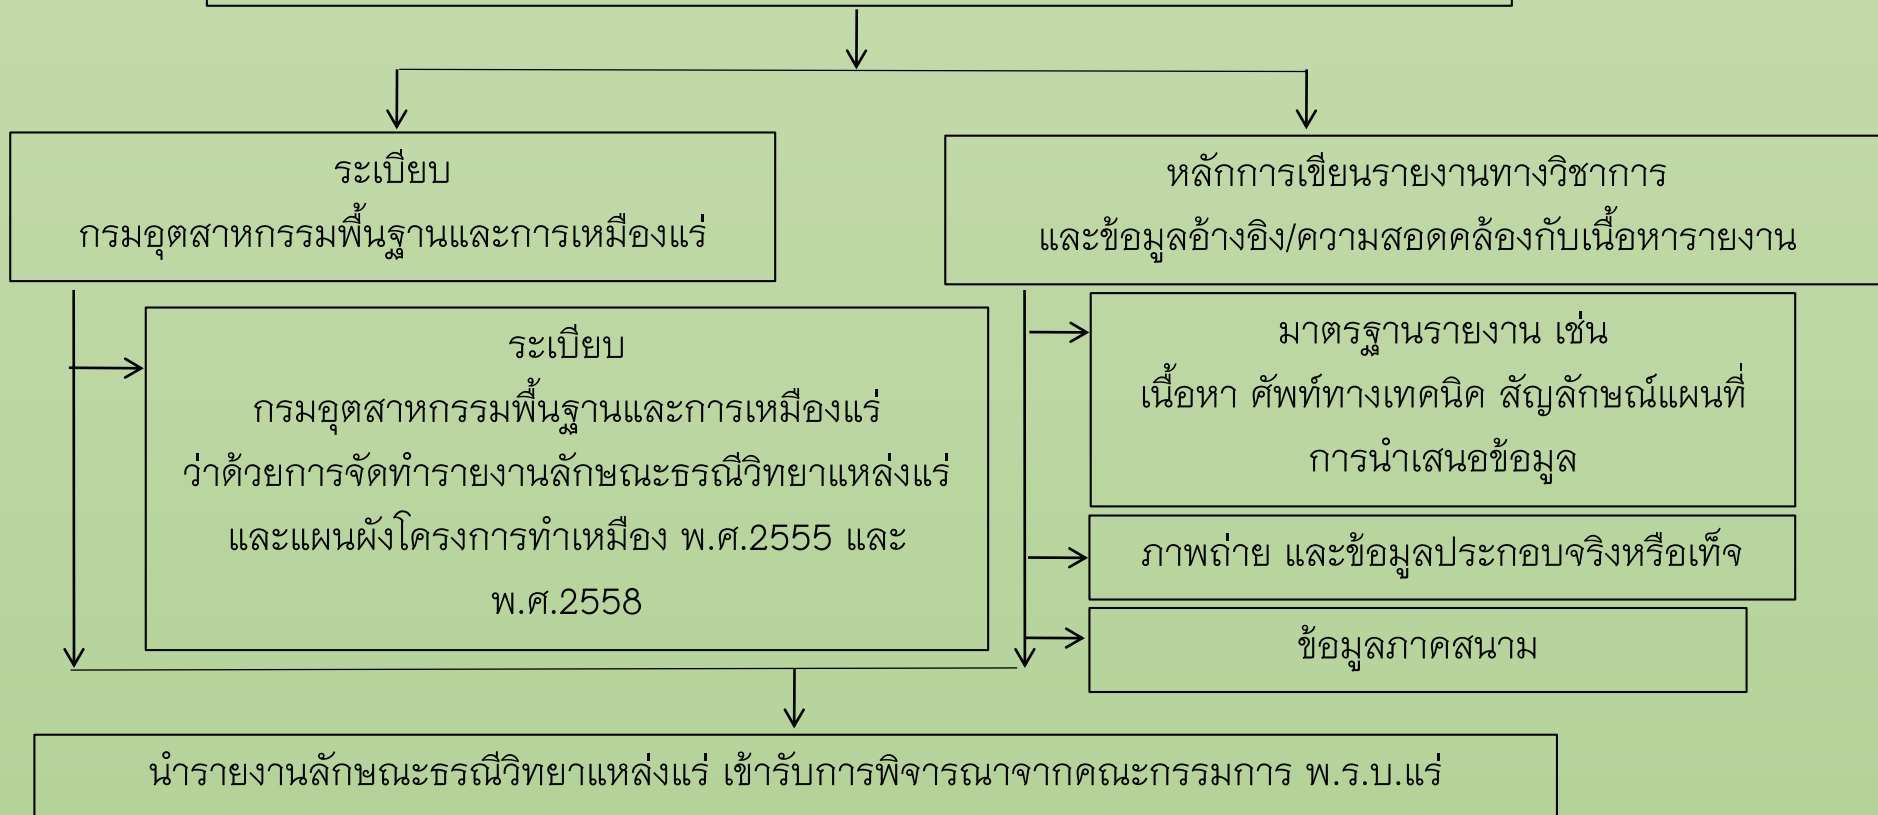 ระเบียบ
กรมอุตสาหกรรมพื้นฐานและการเหมืองแร่
หลักการเขียนรายงานทางวิชาการ
และข้อมูลอ้างอิง/ความสอดคล้องกับเนื้อหารายงาน
ระเบียบ
กรมอุตสาหกรรมพื้นฐานและการเหมืองแร่
ว่าด้วยการจัดทำรายงานลักษณะธรณีวิทยาแหล่งแร่
และแผนผังโครงการทำเหมือง พ.ศ.2555 และ
พ.ศ.2558
มาตรฐานรายงาน เช่น
เนื้อหา ศัพท์ทางเทคนิค สัญลักษณ์แผนที่
การนำเสนอข้อมูล
ภาพถ่าย และข้อมูลประกอบจริงหรือเท็จ
ข้อมูลภาคสนาม
นำรายงานลักษณะธรณีวิทยาแหล่งแร่ เข้ารับการพิจารณาจากคณะกรรมการ พ.ร.บ.แร่